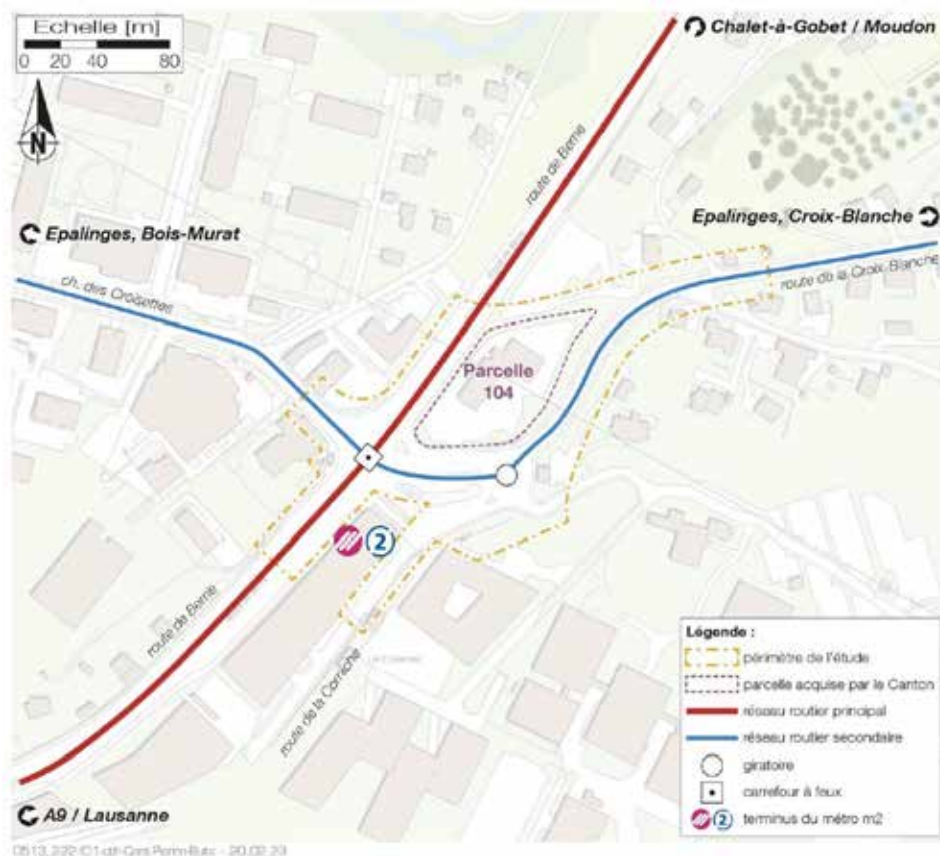 Echelle [m]
0 20 40 80
N
Chalet-à-Gobet / Moudon
route de Berne
Epalinges, Croix-Blanche
Epalinges, Bois-Murat
ch. des Croisettes
route de la Croix-Blanche
Parcelle
104
2
route de Berne
route de la Corniche
A9 / Lausanne
Légende :
périmètre de l'étude
parcelle acquise par le Canton
réseau routier principal
réseau routier secondaire
giratoire
carrefour à feux
2 terminus du métro m2